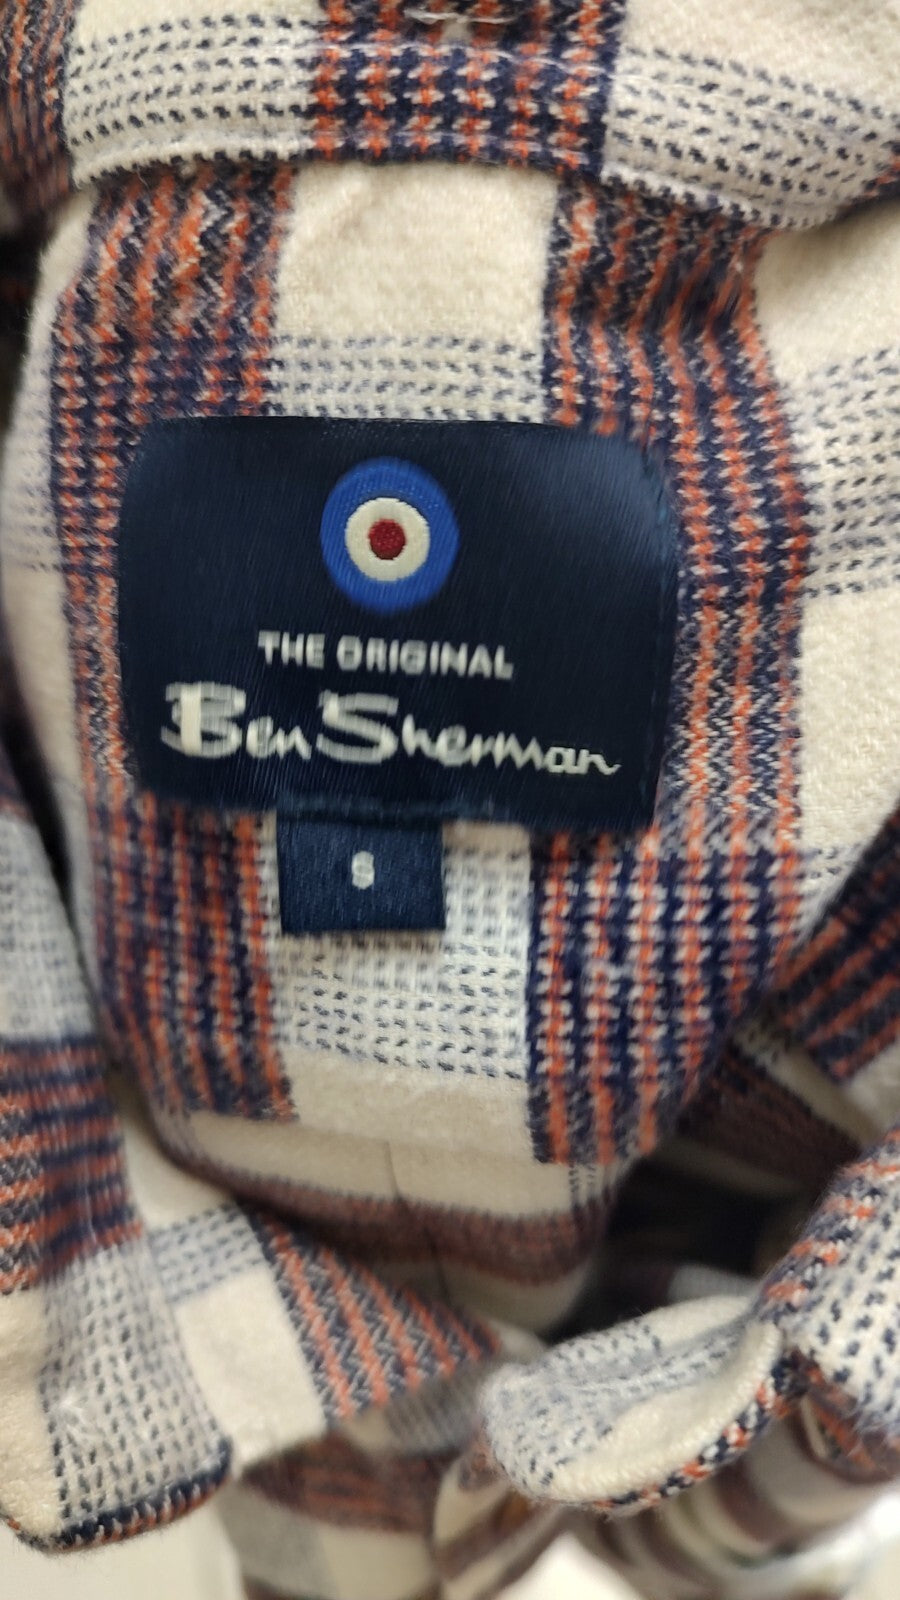 THE ORIGINAL
Ben Sherman
S